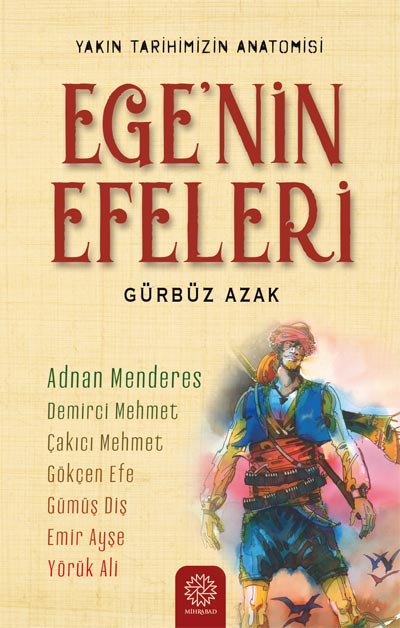 YAKIN TARİHİMİZİN ANATOMİSİ
EGE'NİN
EFELERİ
GÜRBÜZ AZAK
Adnan Menderes
Demirci Mehmet
Çakıcı Mehmet
Gökçen Efe
Gümüş Diş
Emir Ayşe
Yörük Ali
MİHRABAD